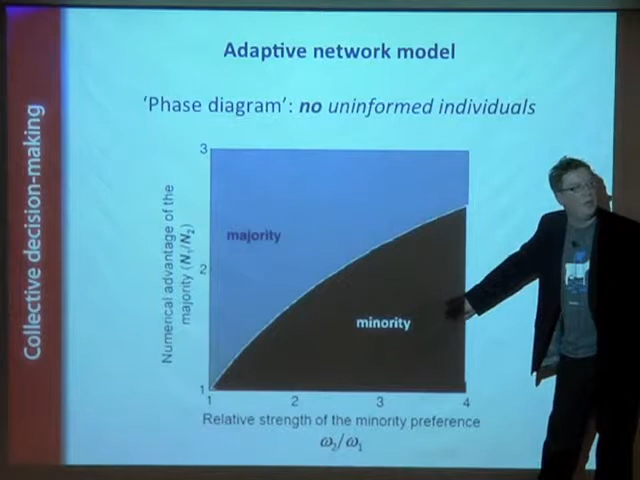 Adaptive network model
'Phase diagram': no uninformed individuals
Collective decision-making
Numerical advantage of the
majority (N₁/N₂)
3
2
1
majority
minority
1 2 3 4
Relative strength of the minority preference
ω₂/ω₁